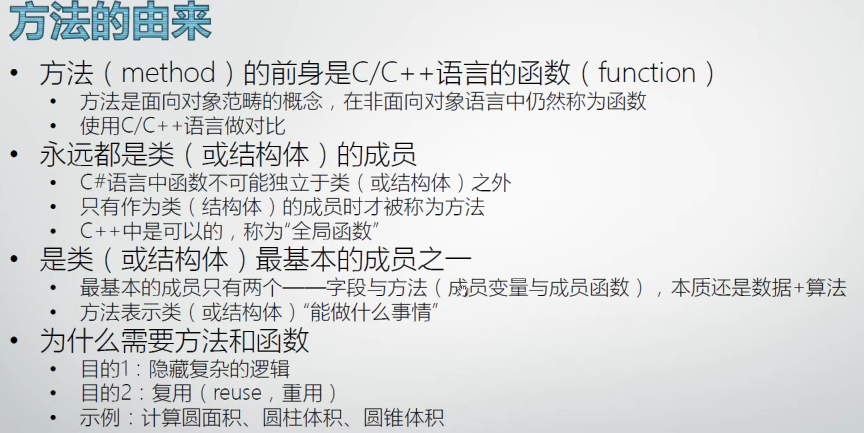 方法的由来
• 方法（method）的前身是C/C++语言的函数（function）
• 方法是面向对象范畴的概念，在非面向对象语言中仍然称为函数
• 使用C/C++语言做对比
• 永远都是类（或结构体）的成员
• C#语言中函数不可能独立于类（或结构体）之外
• 只有作为类（结构体）的成员时才被称为方法
• C++中是可以的，称为“全局函数”
• 是类（或结构体）最基本的成员之一
• 最基本的成员只有两个——字段与方法（成员变量与成员函数），本质还是数据+算法
• 方法表示类（或结构体）“能做什么事情”
• 为什么需要方法和函数
• 目的1：隐藏复杂的逻辑
• 目的2：复用（reuse，重用）
• 示例：计算圆面积、圆柱体积、圆锥体积